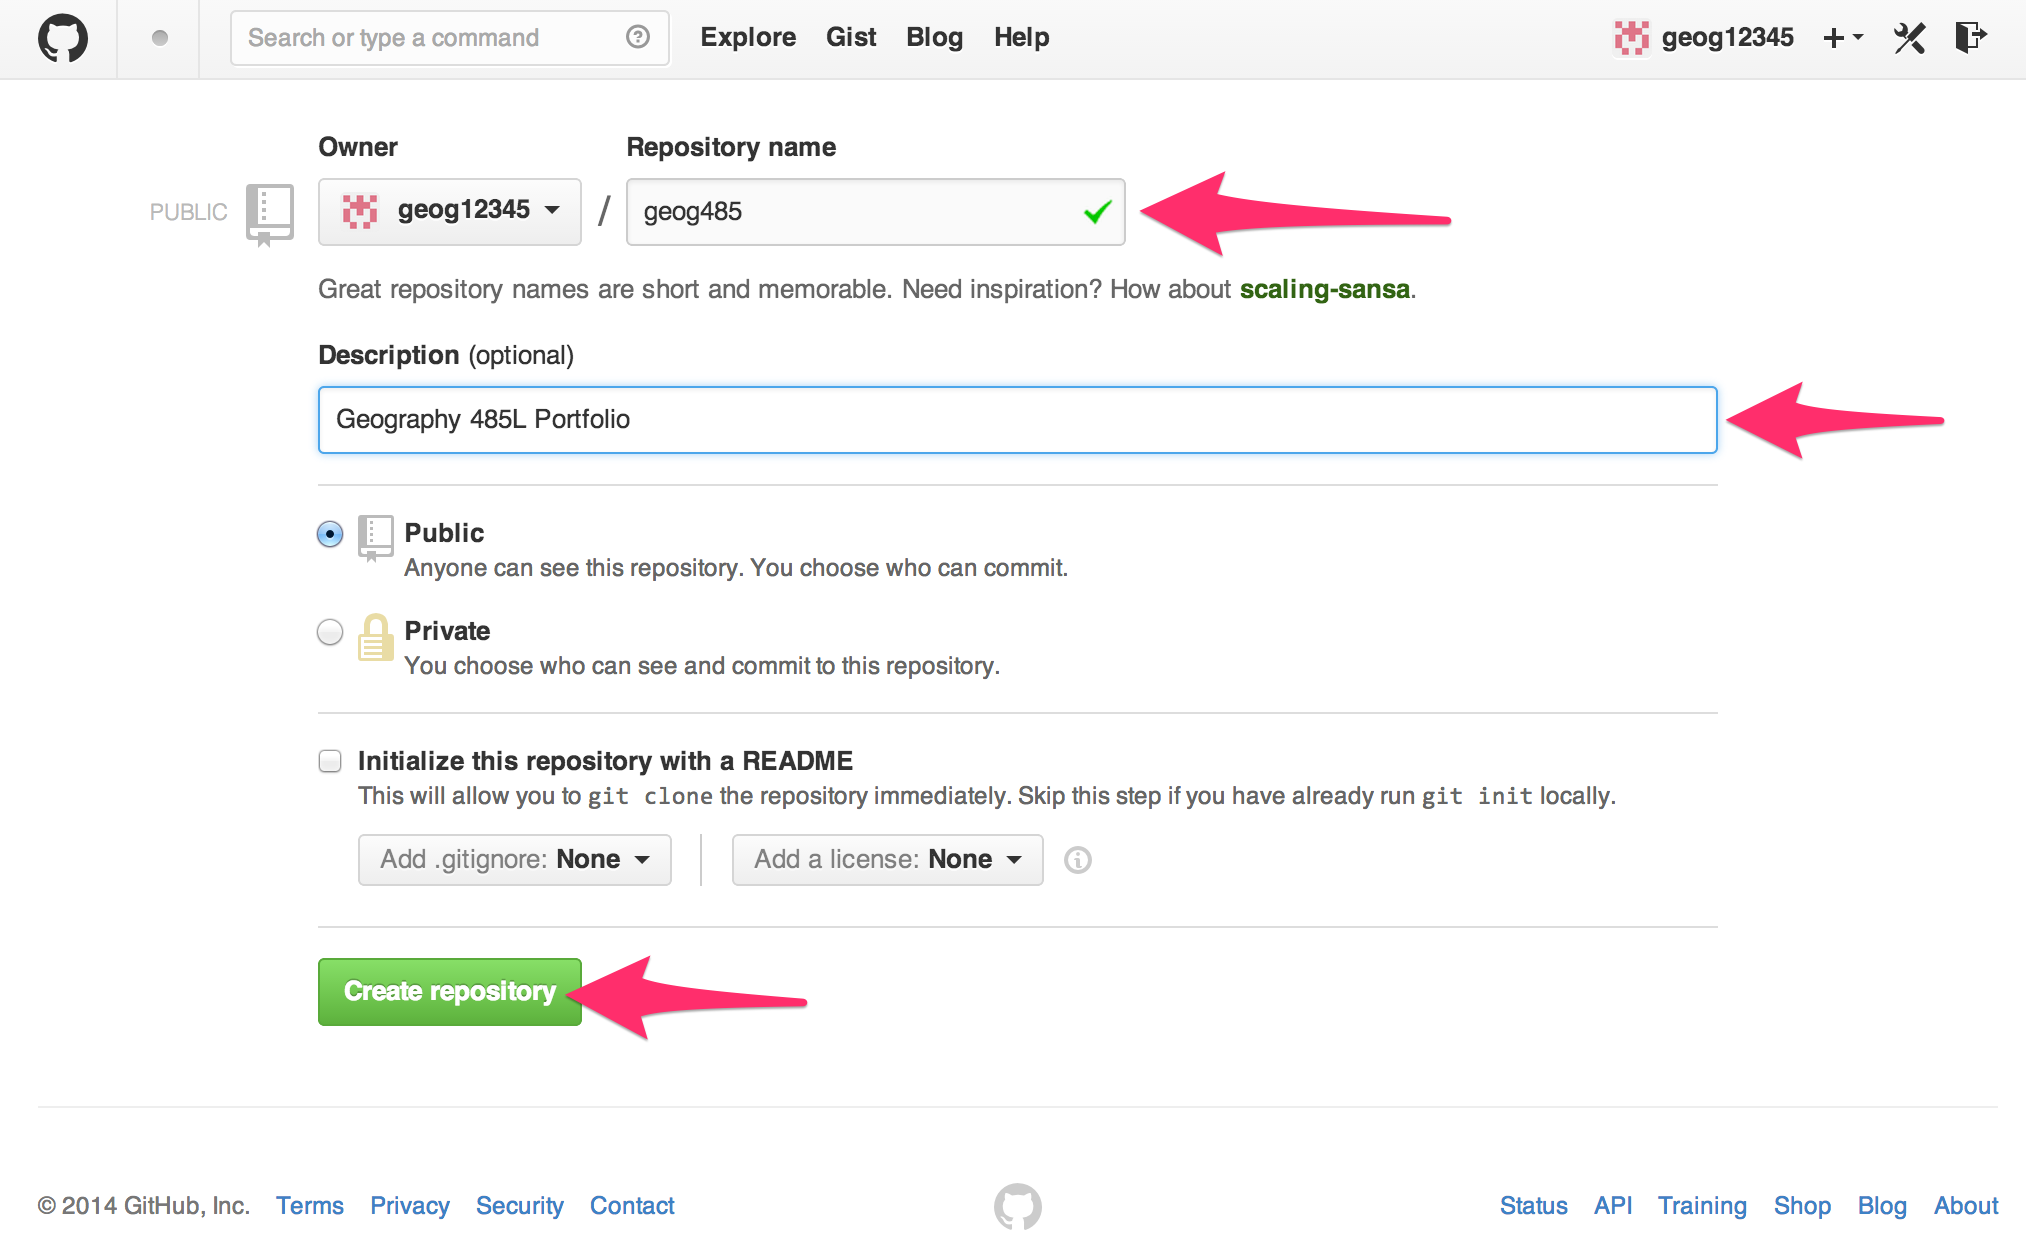 Search or type a command
Explore Gist Blog Help
geog12345
Owner Repository name
PUBLIC geog12345 / geog485
Great repository names are short and memorable. Need inspiration? How about scaling-sansa.
Description (optional)
Geography 485L Portfolio
Public
Anyone can see this repository. You choose who can commit.
Private
You choose who can see and commit to this repository.
Initialize this repository with a README
This will allow you to git clone the repository immediately. Skip this step if you have already run git init locally.
Add .gitignore: None Add a license: None
Create repository
© 2014 GitHub, Inc. Terms Privacy Security Contact Status API Training Shop Blog About